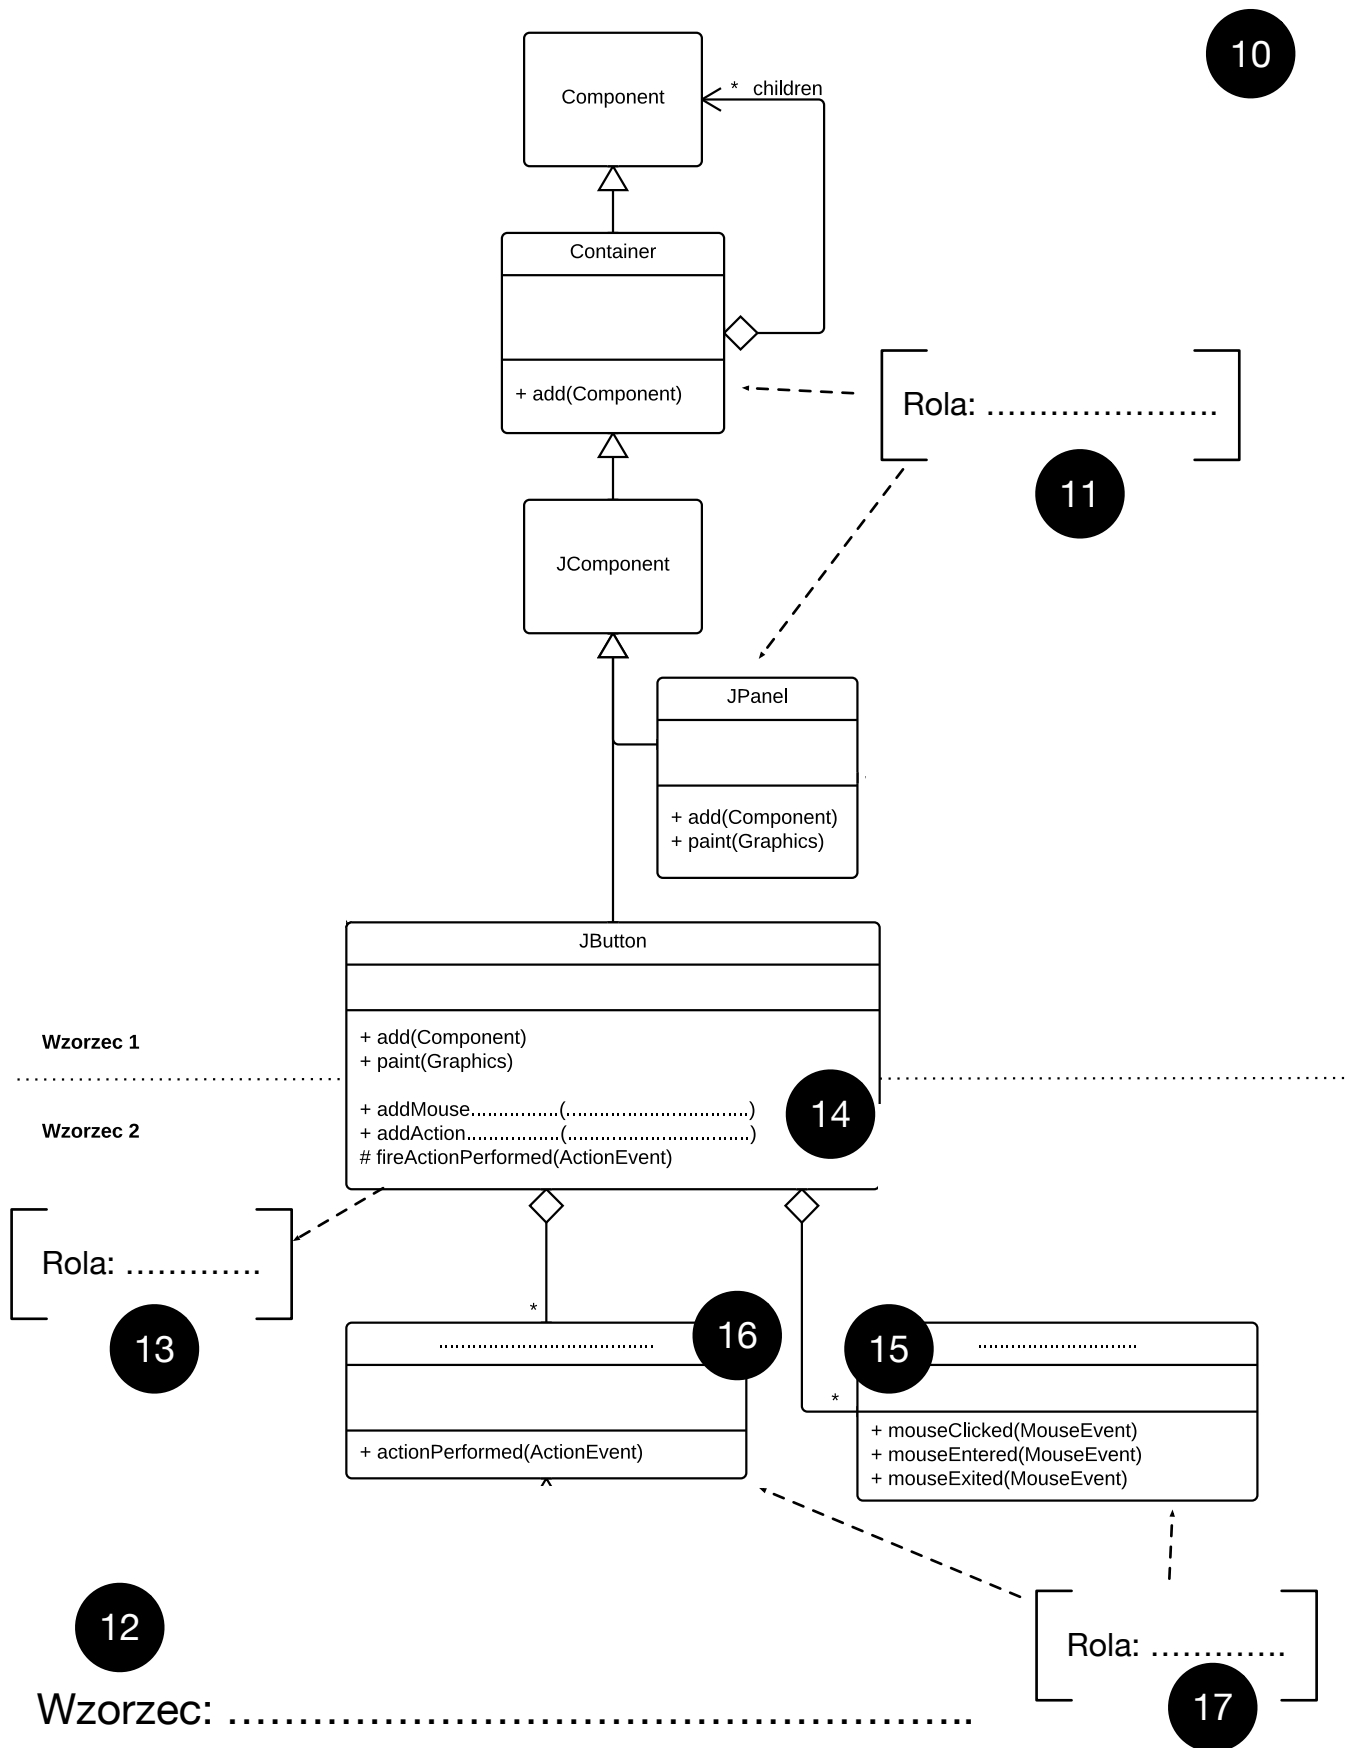 10
* children
Component
Container
+ add(Component)
Rola: ......................
11
JComponent
JPanel
+ add(Component)
+ paint(Graphics)
JButton
Wzorzec 1
+ add(Component)
+ paint(Graphics)
Wzorzec 2
+ addMouse................(.................................)
+ addAction.................(.................................)
# fireActionPerformed(ActionEvent)
14
Rola: .............
13
*
16
15
.......................................
.............................
*
+ actionPerformed(ActionEvent)
+ mouseClicked(MouseEvent)
+ mouseEntered(MouseEvent)
+ mouseExited(MouseEvent)
12
Rola: .............
17
Wzorzec: ......................................................